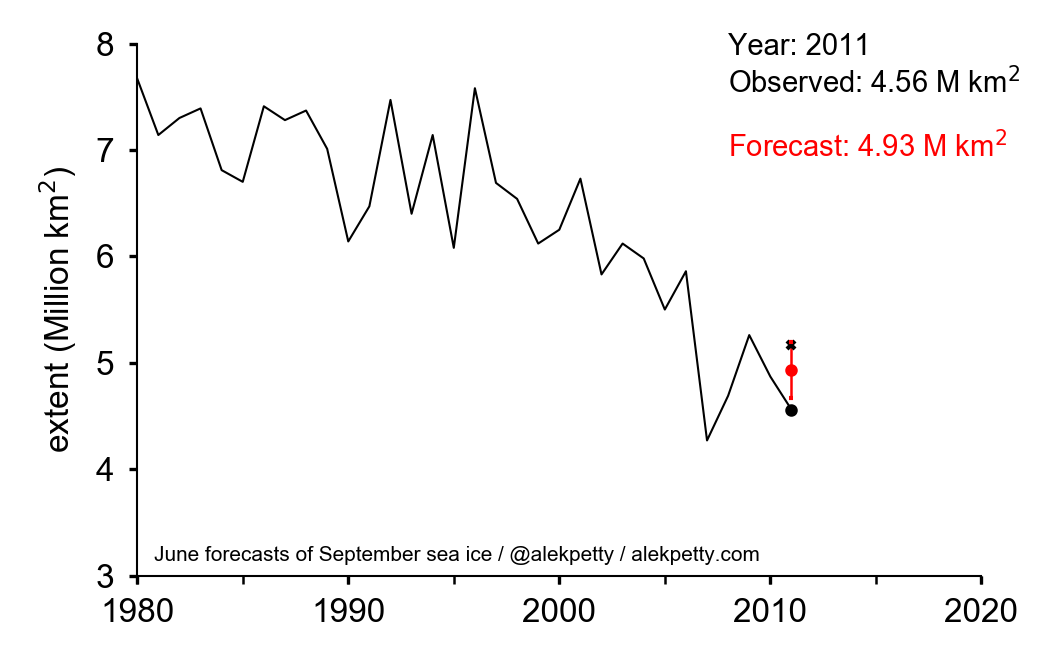 Year: 2011
Observed: 4.56 M km²
Forecast: 4.93 M km²
extent (Million km²)
8
7
6
5
4
3
June forecasts of September sea ice / @alekpetty / alekpetty.com
1980 1990 2000 2010 2020